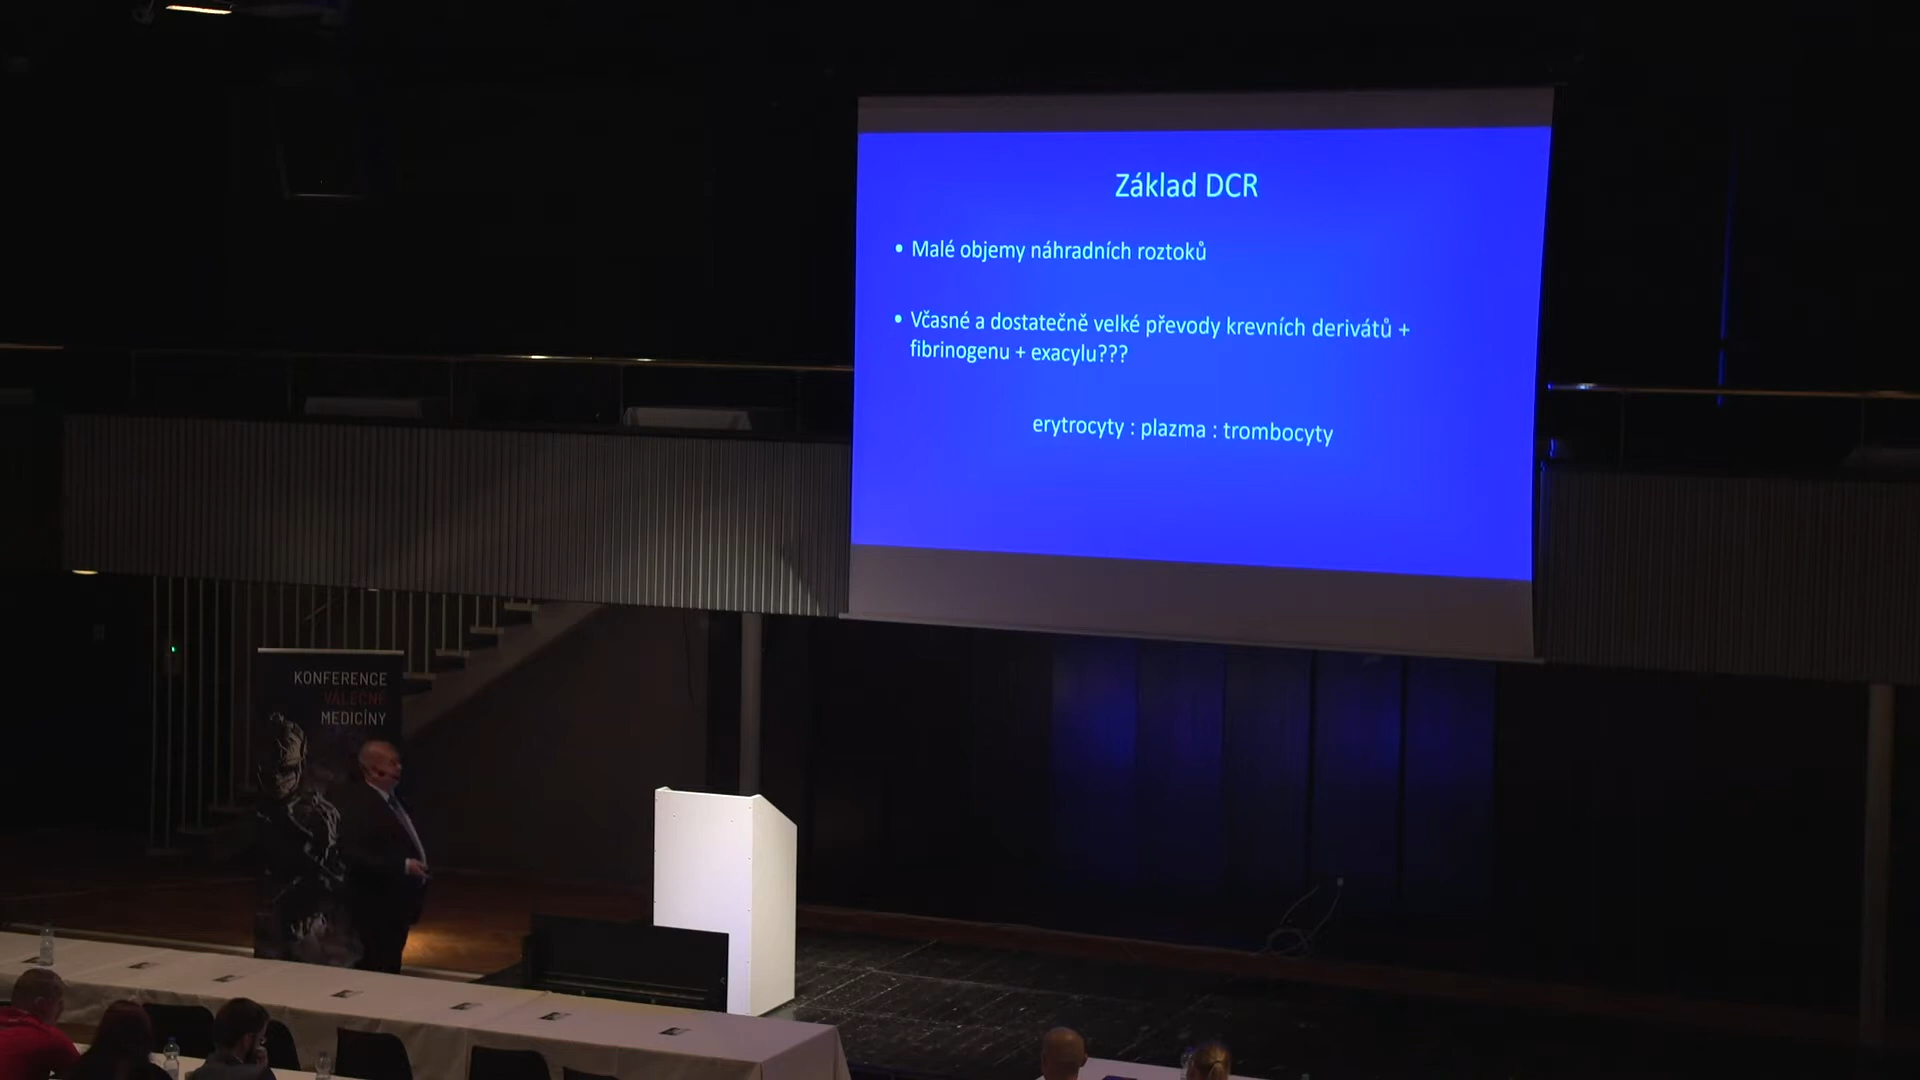 Základ DCR
• Malé objemy náhradních roztoků
• Včasné a dostatečně velké převody krevních derivátů +
fibrinogenu + exacylu???
erytrocyty : plazma : trombocyty
KONFERENCE
VÁLEČNÉ
MEDICÍNY